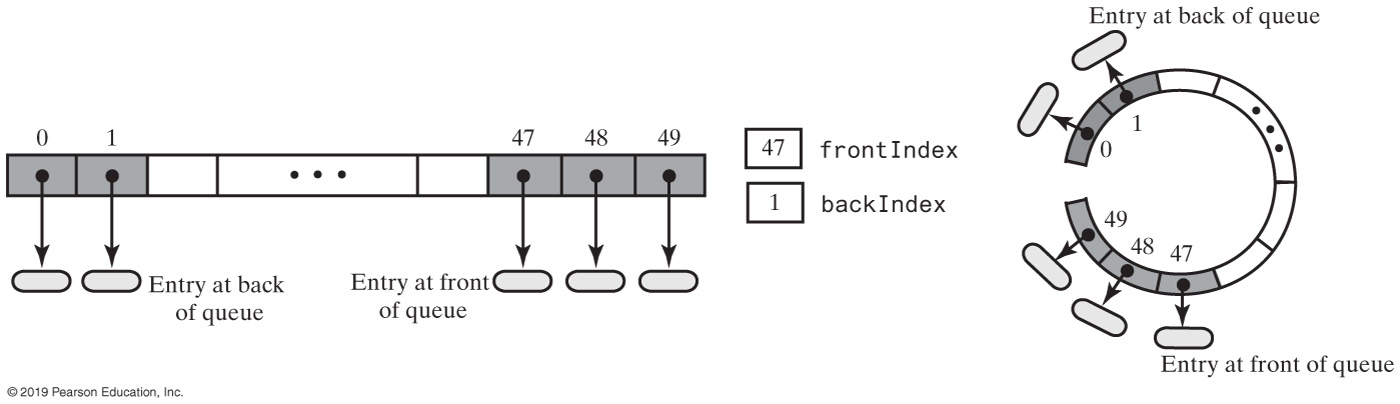 Entry at back of queue
0 1 47 48 49
47 frontIndex
1 backIndex
Entry at back
of queue
Entry at front
of queue
1
0
49
48
47
Entry at front of queue
© 2019 Pearson Education, Inc.